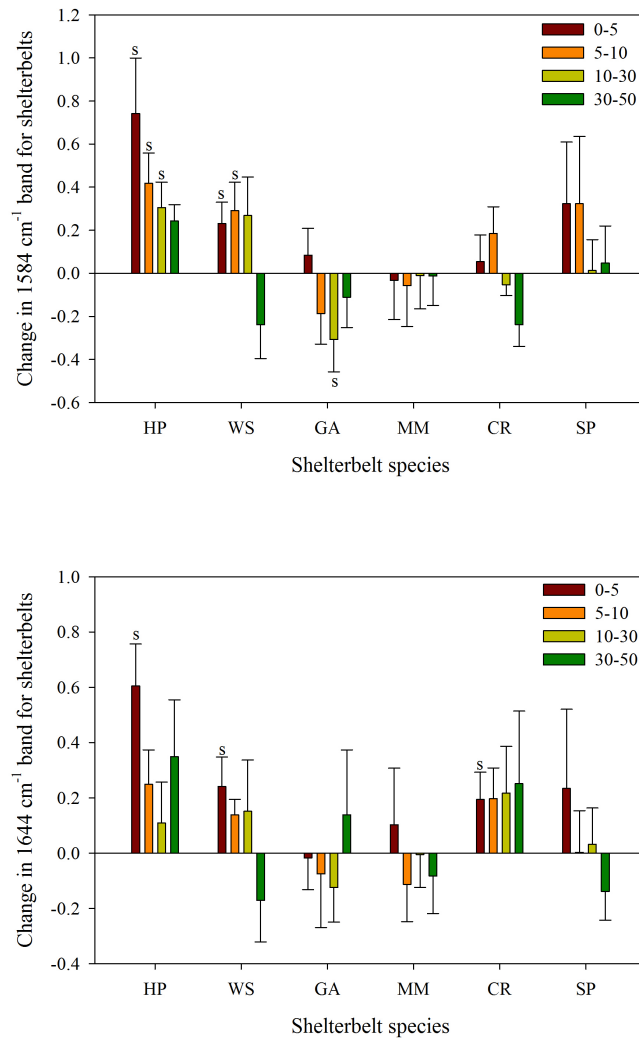 1.2
1.0
0.8
0.6
0.4
0.2
0.0
-0.2
-0.4
-0.6
Change in 1584 cm⁻¹ band for shelterbelts
0-5
5-10
10-30
30-50
s
s
s
s
s
s
HP WS GA MM CR SP
Shelterbelt species
1.0
0.8
0.6
0.4
0.2
0.0
-0.2
-0.4
Change in 1644 cm⁻¹ band for shelterbelts
0-5
5-10
10-30
30-50
s
s
s
HP WS GA MM CR SP
Shelterbelt species